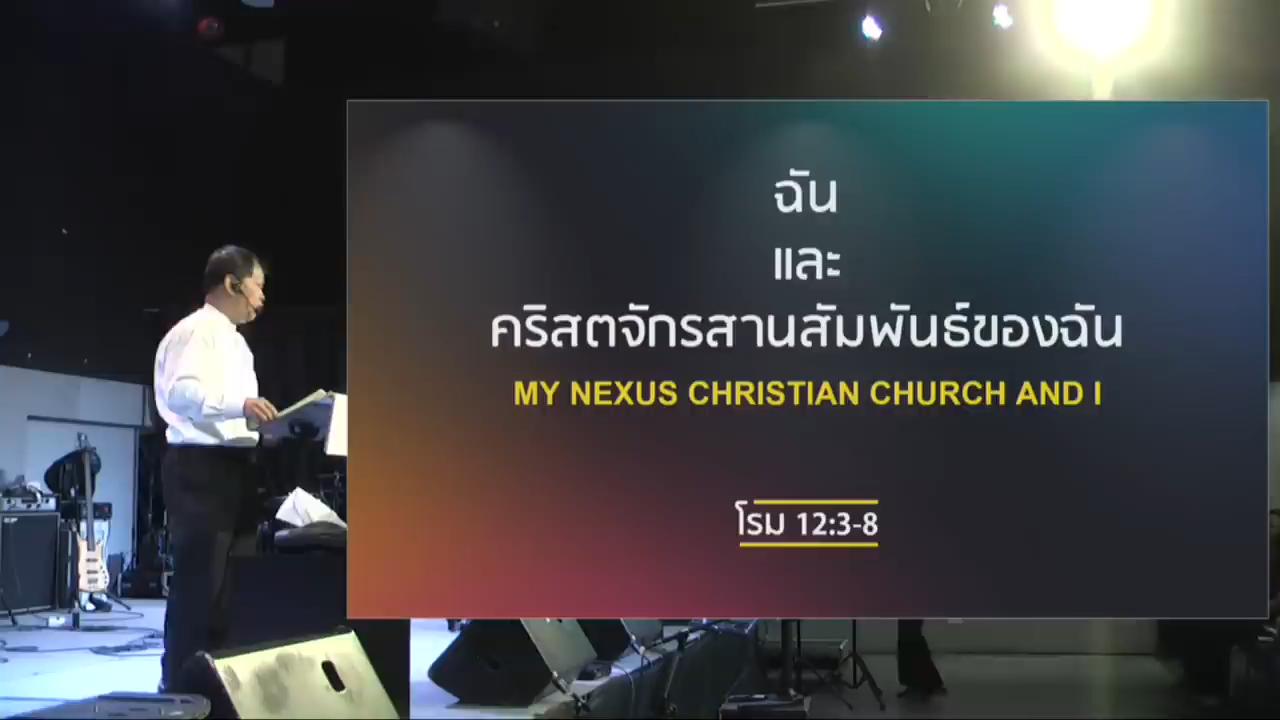 ฉัน
และ
คริสตจักรสานสัมพันธ์ของฉัน
MY NEXUS CHRISTIAN CHURCH AND I
โรม 12:3-8